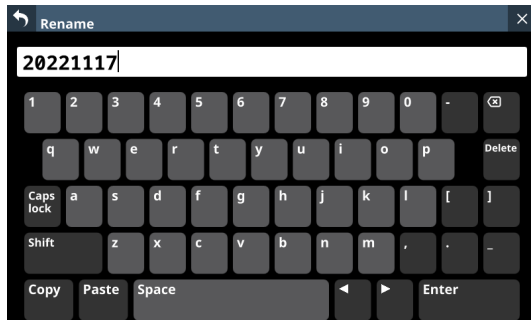 Rename
20221117
1 2 3 4 5 6 7 8 9 0 -
q w e r t y u i o p Delete
Caps lock a s d f g h j k l [ ]
Shift z x c v b n m , . _
Copy Paste Space Enter